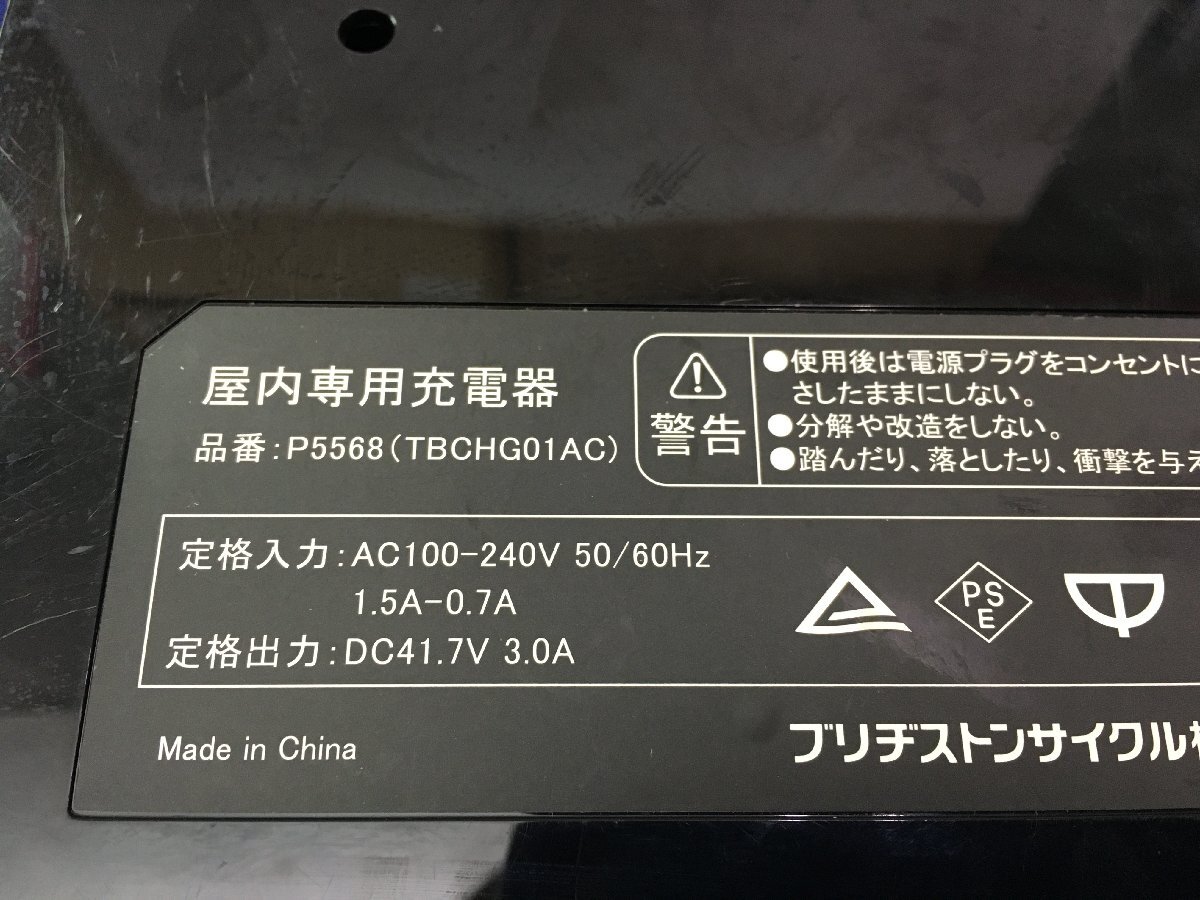 屋内専用充電器
品番:P5568(TBCHG01AC)
警告
●使用後は電源プラグをコンセントに
さしたままにしない。
●分解や改造をしない。
●踏んだり、落としたり、衝撃を与え
定格入力:AC100-240V 50/60Hz
1.5A-0.7A
定格出力:DC41.7V 3.0A
PS
E
Made in China
ブリヂストンサイクル